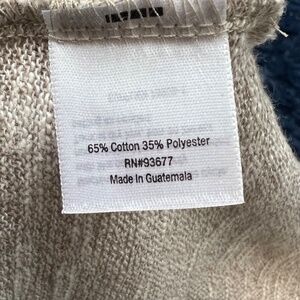 65% Cotton 35% Polyester
RN#93677
Made In Guatemala